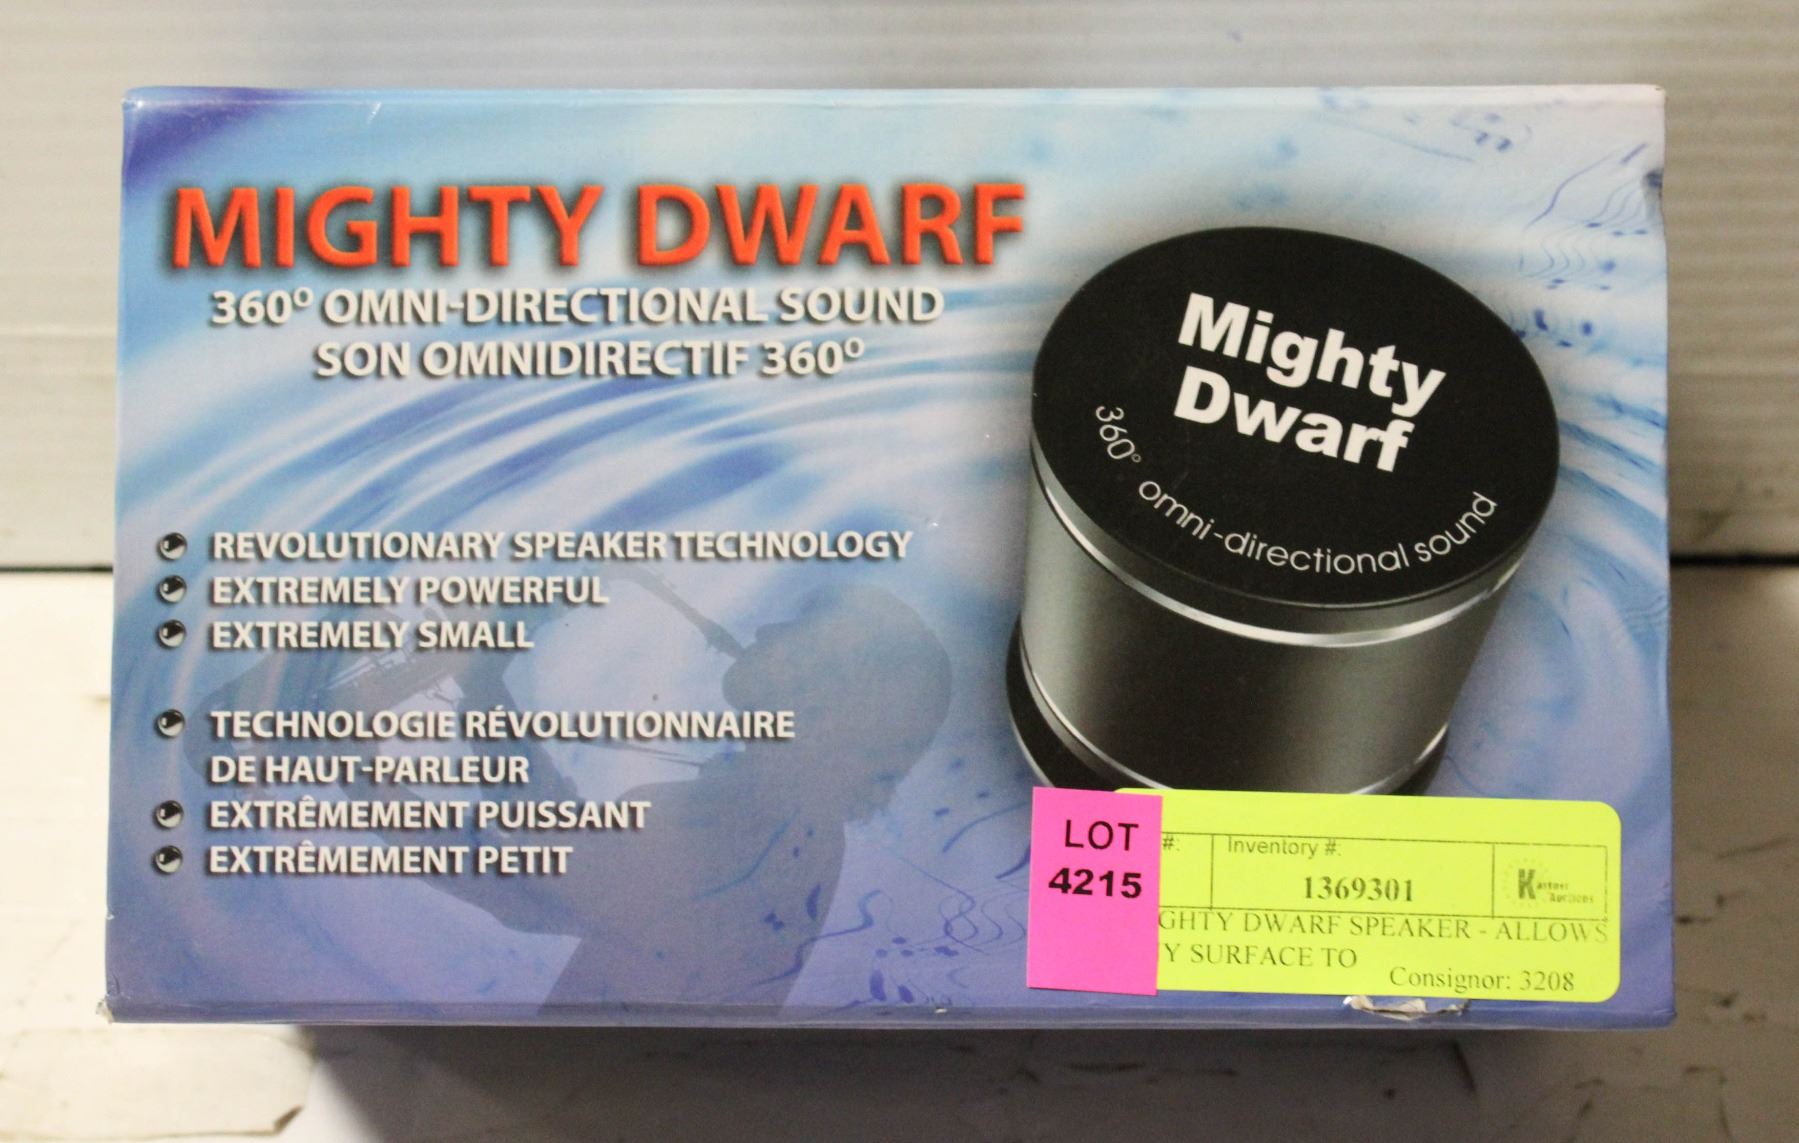 MIGHTY DWARF
360° OMNI-DIRECTIONAL SOUND
SON OMNIDIRECTIF 360°
REVOLUTIONARY SPEAKER TECHNOLOGY
EXTREMELY POWERFUL
EXTREMELY SMALL
TECHNOLOGIE RÉVOLUTIONNAIRE
DE HAUT-PARLEUR
EXTRÊMEMENT PUISSANT
EXTRÊMEMENT PETIT
Mighty
Dwarf
360° omni-directional sound
LOT
4215
#:
Inventory #:
1369301
GHTY DWARF SPEAKER - ALLOWS
Y SURFACE TO
Consignor: 3208